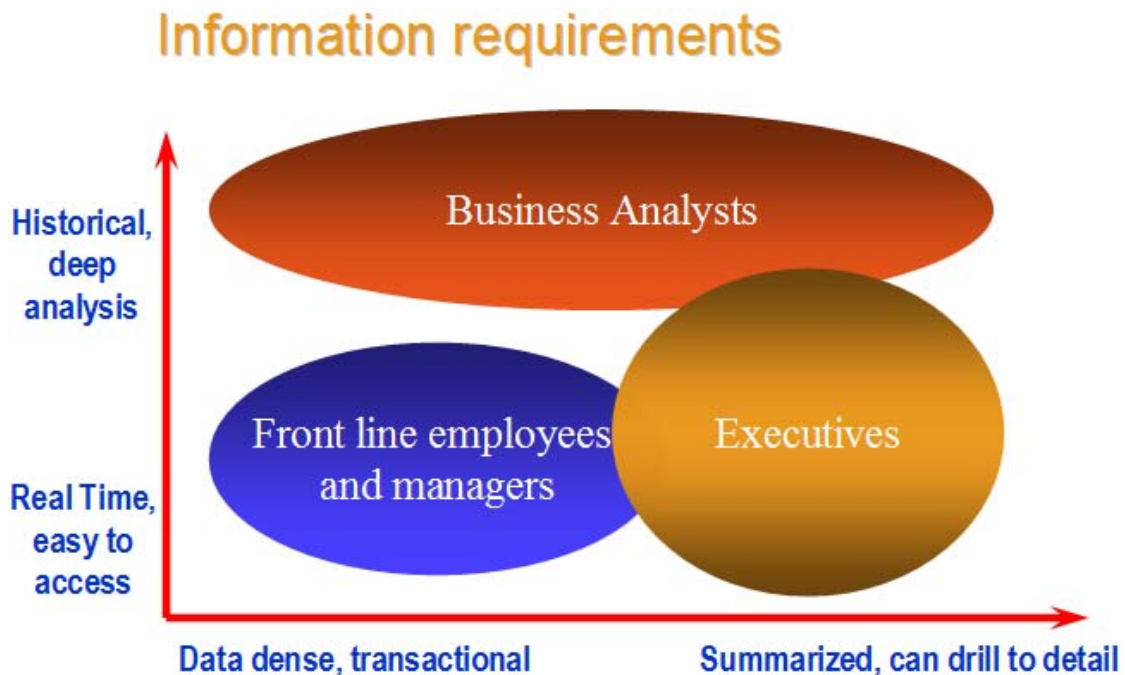 Information requirements
Business Analysts
Historical,
deep
analysis
Front line employees
and managers
Executives
Real Time,
easy to
access
Data dense, transactional
Summarized, can drill to detail